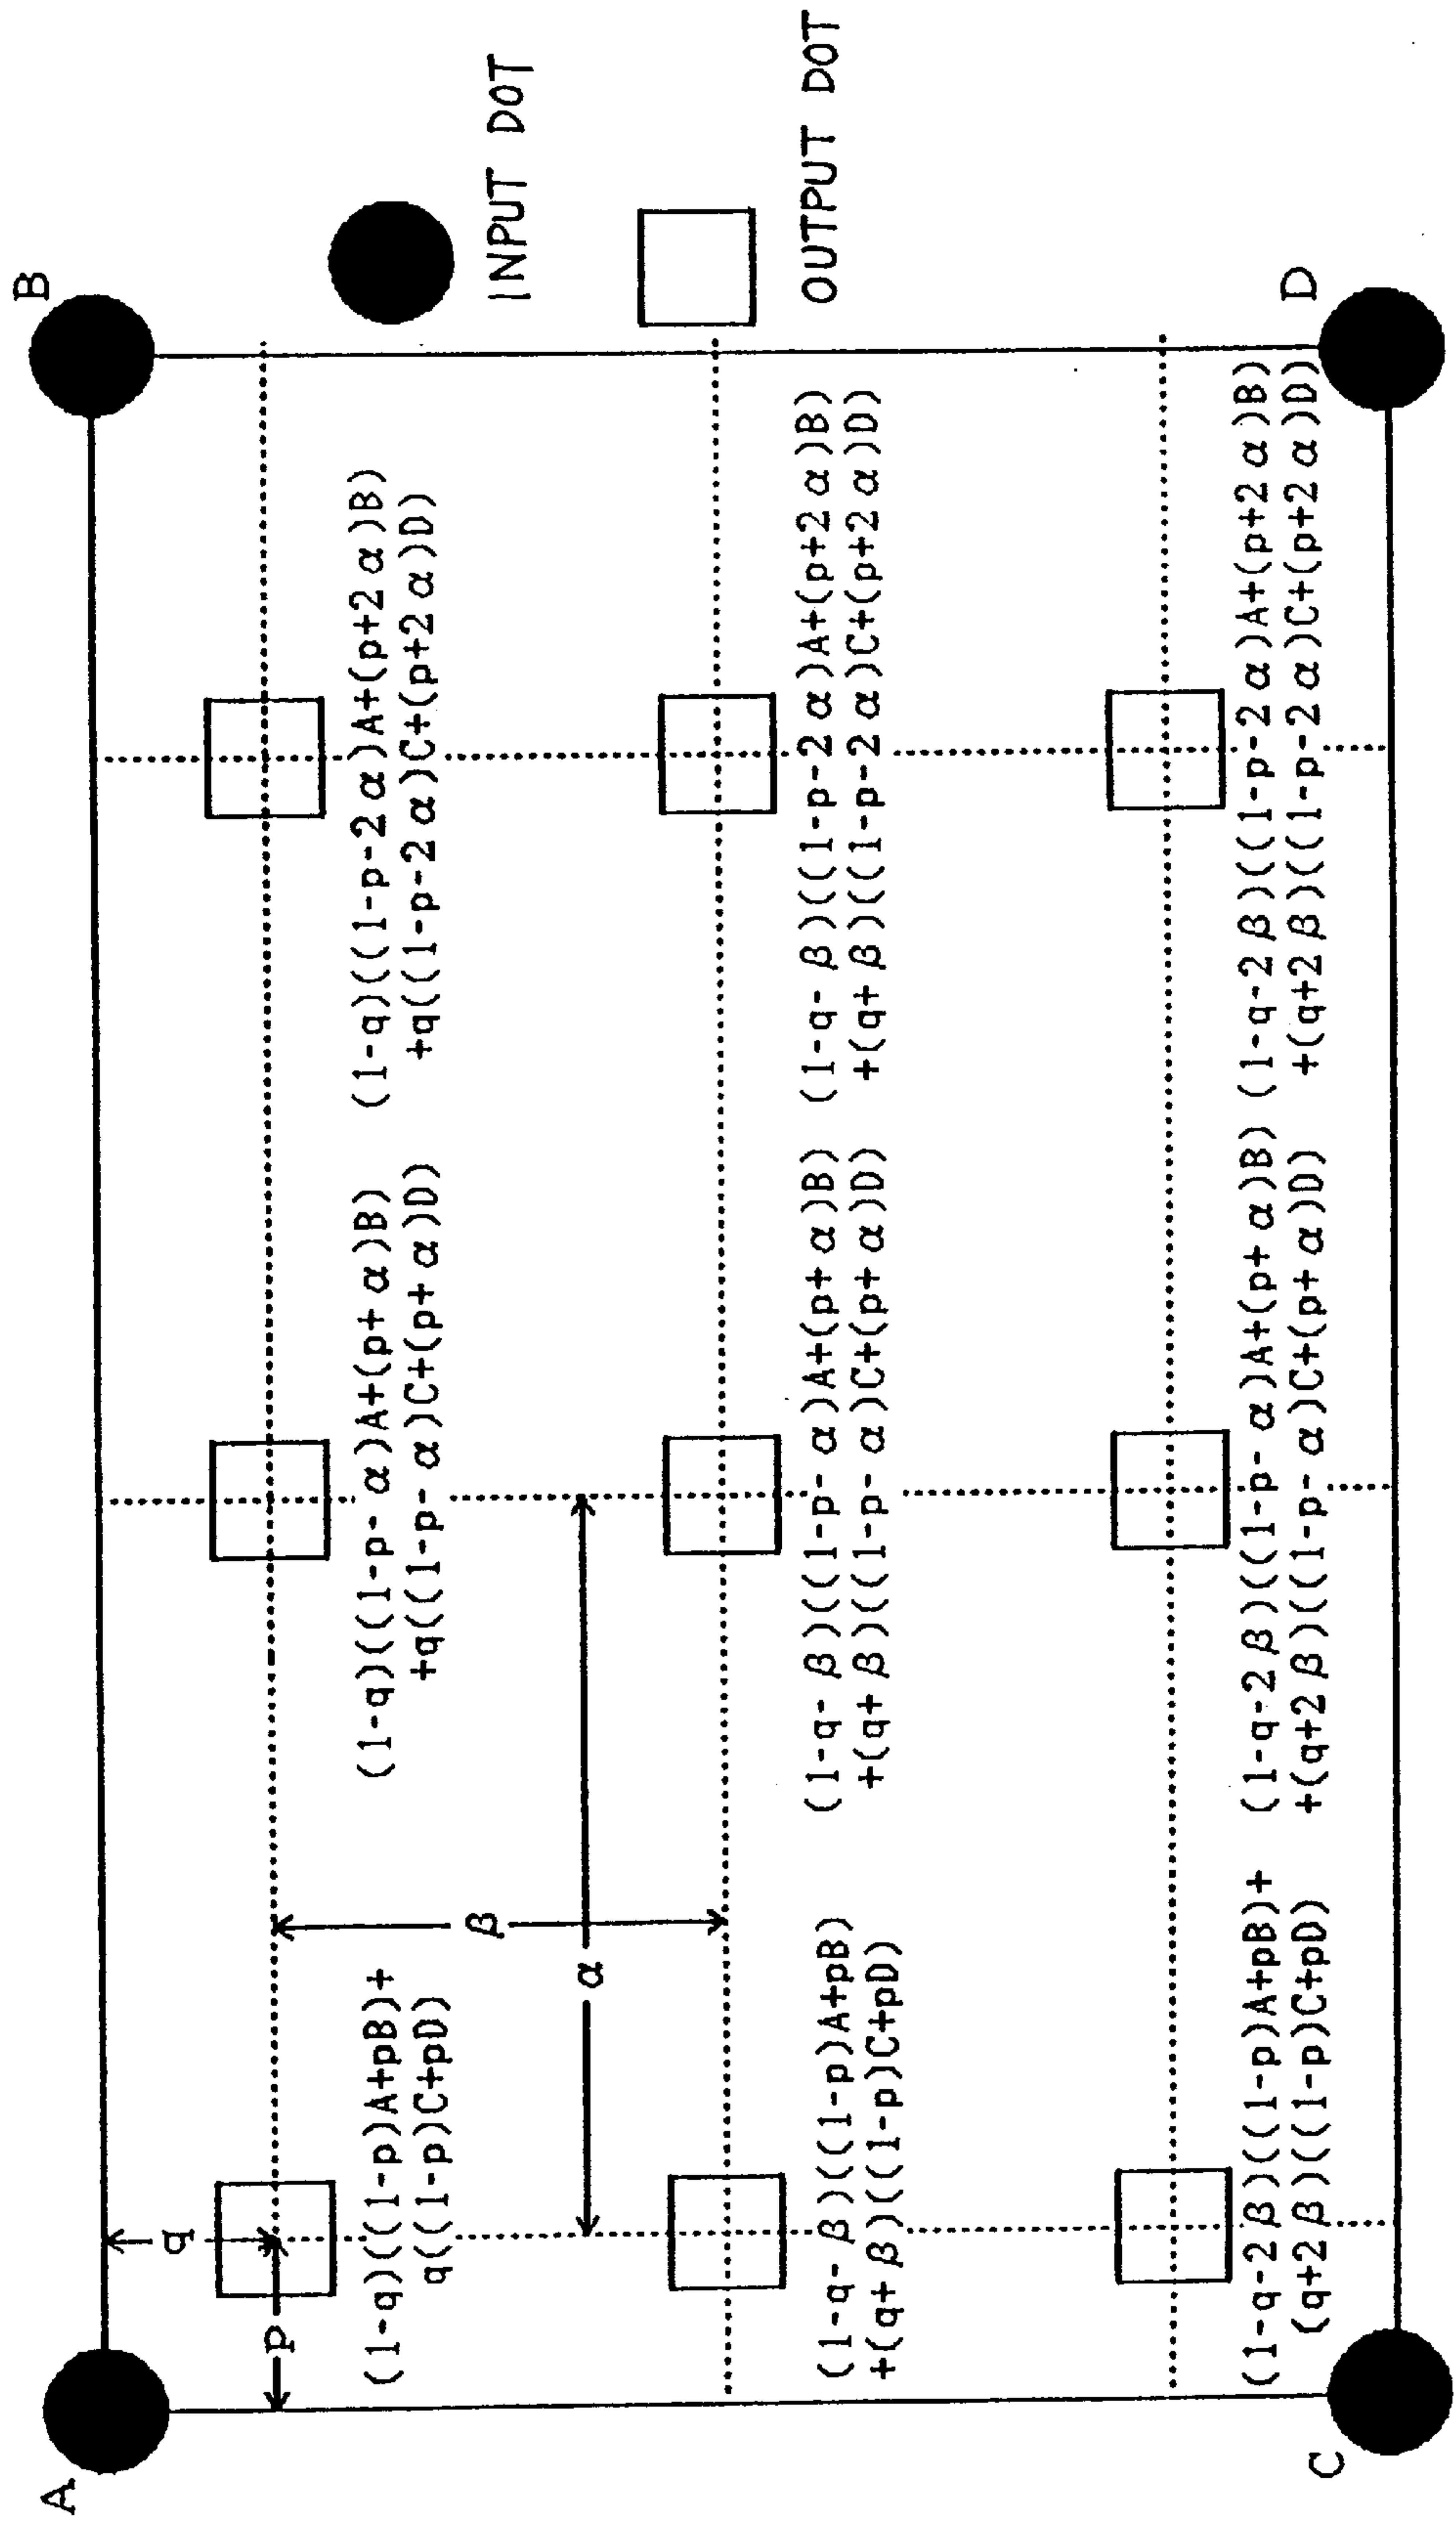 A
B
q
p
(1-q)((1-p)A+pB)+
q((1-p)C+pD)
(1-q)((1-p-α)A+(p+α)B)
+q((1-p-α)C+(p+α)D)
(1-q)((1-p-2α)A+(p+2α)B)
+q((1-p-2α)C+(p+2α)D)
β
α
(1-q-β)((1-p)A+pB)
+(q+β)((1-p)C+pD)
(1-q-β)((1-p-α)A+(p+α)B)
+(q+β)((1-p-α)C+(p+α)D)
(1-q-β)((1-p-2α)A+(p+2α)B)
+(q+β)((1-p-2α)C+(p+2α)D)
(1-q-2β)((1-p)A+pB)+
(q+2β)((1-p)C+pD)
(1-q-2β)((1-p-α)A+(p+α)B)
+(q+2β)((1-p-α)C+(p+α)D)
(1-q-2β)((1-p-2α)A+(p+2α)B)
+(q+2β)((1-p-2α)C+(p+2α)D)
C
D
INPUT DOT
OUTPUT DOT